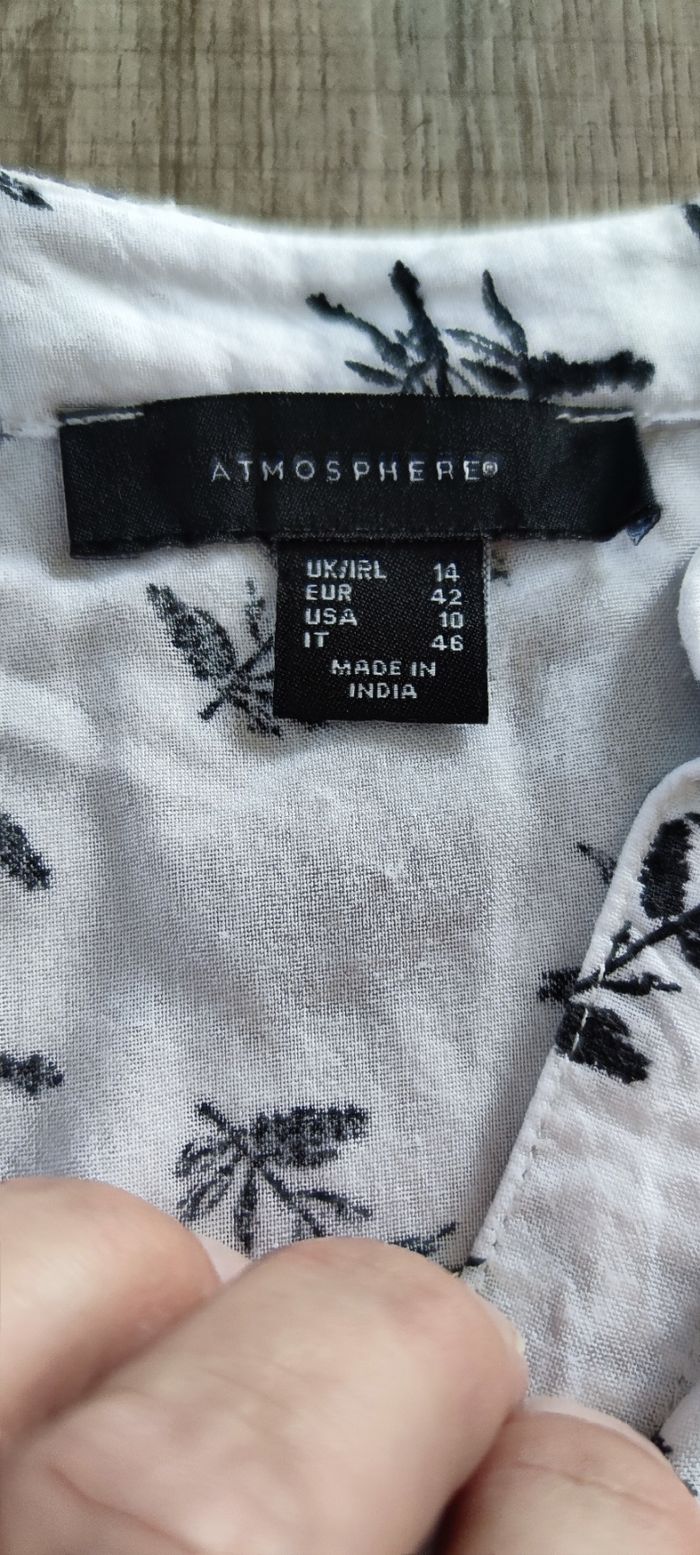 ATMOSPHERE®
UK/IRL 14
EUR 42
USA 10
IT 46
MADE IN
INDIA